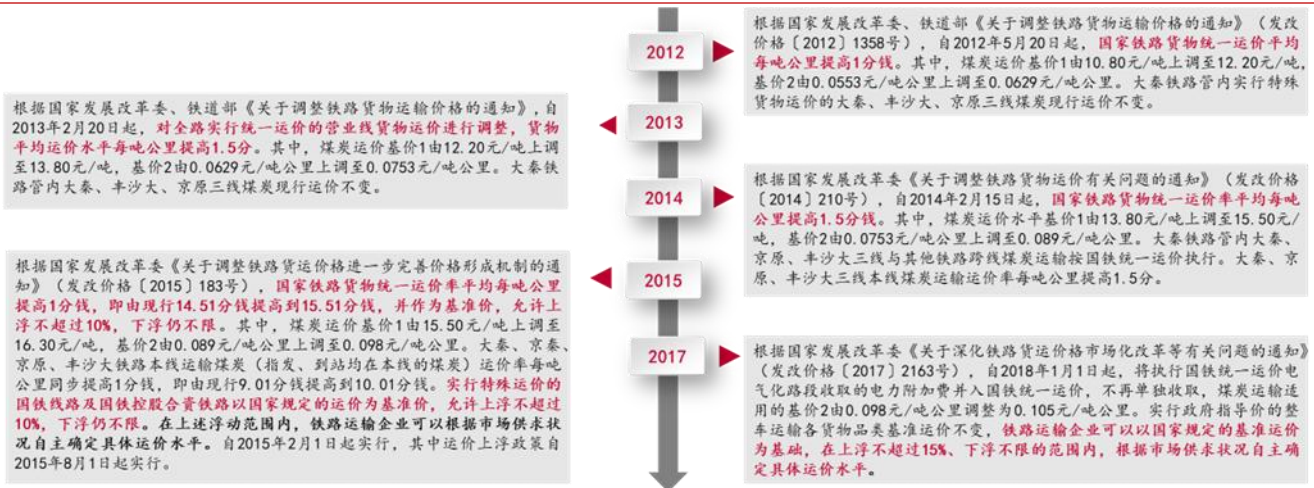 2012
根据国家发展改革委、铁道部《关于调整铁路货物运输价格的通知》（发改
价格〔2012〕1358号），自2012年5月20日起，国家铁路货物统一运价平均
每吨公里提高1分钱。其中，煤炭运价基价1由10.80元/吨上调至12.20元/吨，
基价2由0.0553元/吨公里上调至0.0629元/吨公里。大秦铁路管内实行特殊
货物运价的大秦、丰沙大、京原三线煤炭现行运价不变。
2013
根据国家发展改革委、铁道部《关于调整铁路货物运输价格的通知》，自
2013年2月20日起，对全路实行统一运价的营业线货物运价进行调整，货物
平均运价水平每吨公里提高1.5分。其中，煤炭运价基价1由12.20元/吨上调
至13.80元/吨，基价2由0.0629元/吨公里上调至0.0753元/吨公里。大秦铁
路管内大秦、丰沙大、京原三线煤炭现行运价不变。
2014
根据国家发展改革委《关于调整铁路货物运价有关问题的通知》（发改价格
〔2014〕210号），自2014年2月15日起，国家铁路货物统一运价率平均每吨
公里提高1.5分钱。其中，煤炭运价水平基价1由13.80元/吨上调至15.50元/
吨，基价2由0.0753元/吨公里上调至0.089元/吨公里。大秦铁路管内大秦、
京原、丰沙大三线与其他铁路跨线煤炭运输按国铁统一运价执行。大秦、京
原、丰沙大三线本线煤炭运输运价率每吨公里提高1.5分。
2015
根据国家发展改革委《关于调整铁路货运价格进一步完善价格形成机制的通
知》（发改价格〔2015〕183号），国家铁路货物统一运价率平均每吨公里
提高1分钱，即由现行14.51分钱提高到15.51分钱，并作为基准价，允许上
浮不超过10%，下浮仍不限。其中，煤炭运价基价1由15.50元/吨上调至
16.30元/吨，基价2由0.089元/吨公里上调至0.098元/吨公里。大秦、京秦、
京原、丰沙大铁路本线运输煤炭（指发、到站均在本线的煤炭）运价率每吨
公里同步提高1分钱，即由现行9.01分钱提高到10.01分钱。实行特殊运价的
国铁线路及国铁控股合资铁路以国家规定的运价为基准价，允许上浮不超过
10%，下浮仍不限。在上述浮动范围内，铁路运输企业可以根据市场供求状
况自主确定具体运价水平。自2015年2月1日起实行，其中运价上浮政策自
2015年8月1日起实行。
2017
根据国家发展改革委《关于深化铁路货运价格市场化改革等有关问题的通知》
（发改价格〔2017〕2163号），自2018年1月1日起，将执行国铁统一运价电
气化路段收取的电力附加费并入国铁统一运价，不再单独收取，煤炭运输适
用的基价2由0.098元/吨公里调整为0.105元/吨公里。实行政府指导价的整
车运输各货物品类基准运价不变，铁路运输企业可以以国家规定的基准运价
为基础，在上浮不超过15%、下浮不限的范围内，根据市场供求状况自主确
定具体运价水平。